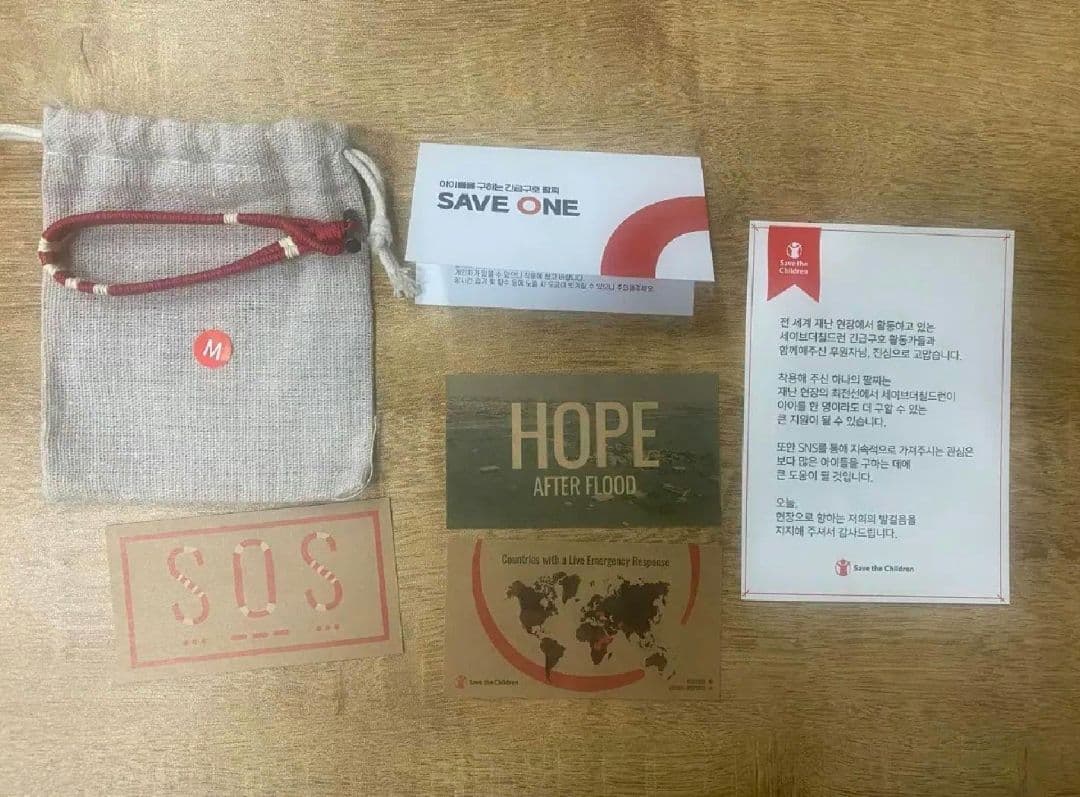 M
아이들을 구하는 긴급구호 팔찌
SAVE ONE
HOPE
AFTER FLOOD
SOS
Countries with a Live Emergency Response
Save the Children
Save the
Children
전 세계 재난 현장에서 활동하고 있는
세이브더칠드런 긴급구호 활동가들과
함께해주신 후원자님, 진심으로 고맙습니다.
착용해 주신 하나의 팔찌는
재난 현장의 최전선에서 세이브더칠드런이
아이를 한 명이라도 더 구할 수 있는
큰 지원이 될 수 있습니다.
또한 SNS를 통해 지속적으로 가져주시는 관심은
보다 많은 아이들을 구하는 데에
큰 도움이 될 것입니다.
오늘,
현장으로 향하는 저희의 발걸음을
지지해 주셔서 감사드립니다.
Save the Children